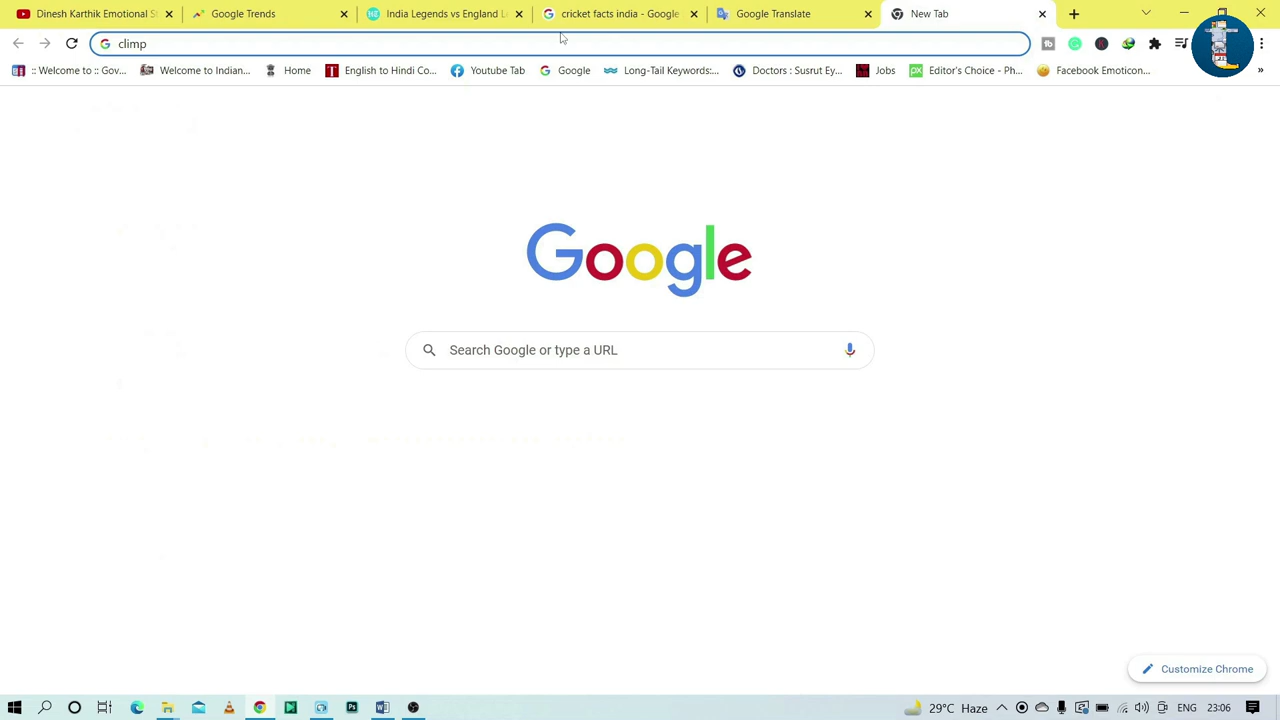 Dinesh Karthik Emotional S
Google Trends
India Legends vs England L
cricket facts india - Google
Google Translate
New Tab
climp
:: Welcome to :: Gov...
Welcome to Indian...
Home
English to Hindi Co...
Youtube Tab
Google
Long-Tail Keywords:...
Doctors : Susrut Ey...
Jobs
Editor's Choice - Ph...
Facebook Emoticon...
»
Google
Search Google or type a URL
Customize Chrome
29°C Haze
ENG
23:06